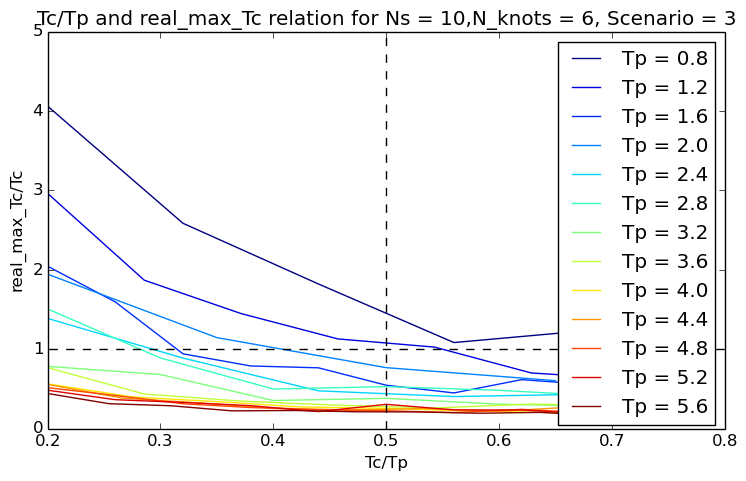 Tc/Tp and real_max_Tc relation for Ns = 10,N_knots = 6, Scenario = 3
real_max_Tc/Tc
5
4
3
2
1
0
0.2 0.3 0.4 0.5 0.6 0.7 0.8
Tc/Tp
Tp = 0.8
Tp = 1.2
Tp = 1.6
Tp = 2.0
Tp = 2.4
Tp = 2.8
Tp = 3.2
Tp = 3.6
Tp = 4.0
Tp = 4.4
Tp = 4.8
Tp = 5.2
Tp = 5.6